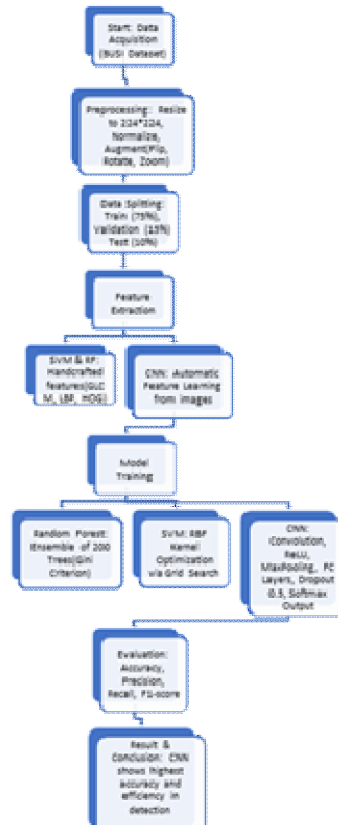 Start: Data
Acquisition
(BUSI Dataset)
Preprocessing: Resize
to 224*224,
Normalize,
Augment(Flip,
Rotate, Zoom)
Data Splitting:
Train (75%),
Validation (15%)
Test (10%)
Feature
Extraction
SVM & RF:
Handcrafted
features(GLC
M, LBP, HOG)
CNN: Automatic
Feature Learning
from images
Model
Training
Random Forest:
Ensemble of 200
Trees(Gini
Criterion)
SVM: RBF
Kernel
Optimization
via Grid Search
CNN:
Convolution,
ReLU,
MaxPooling, FC
Layers, Dropout
0.5, Softmax
Output
Evaluation:
Accuracy,
Precision,
Recall, F1-score
Result &
Conclusion: CNN
shows highest
accuracy and
efficiency in
detection